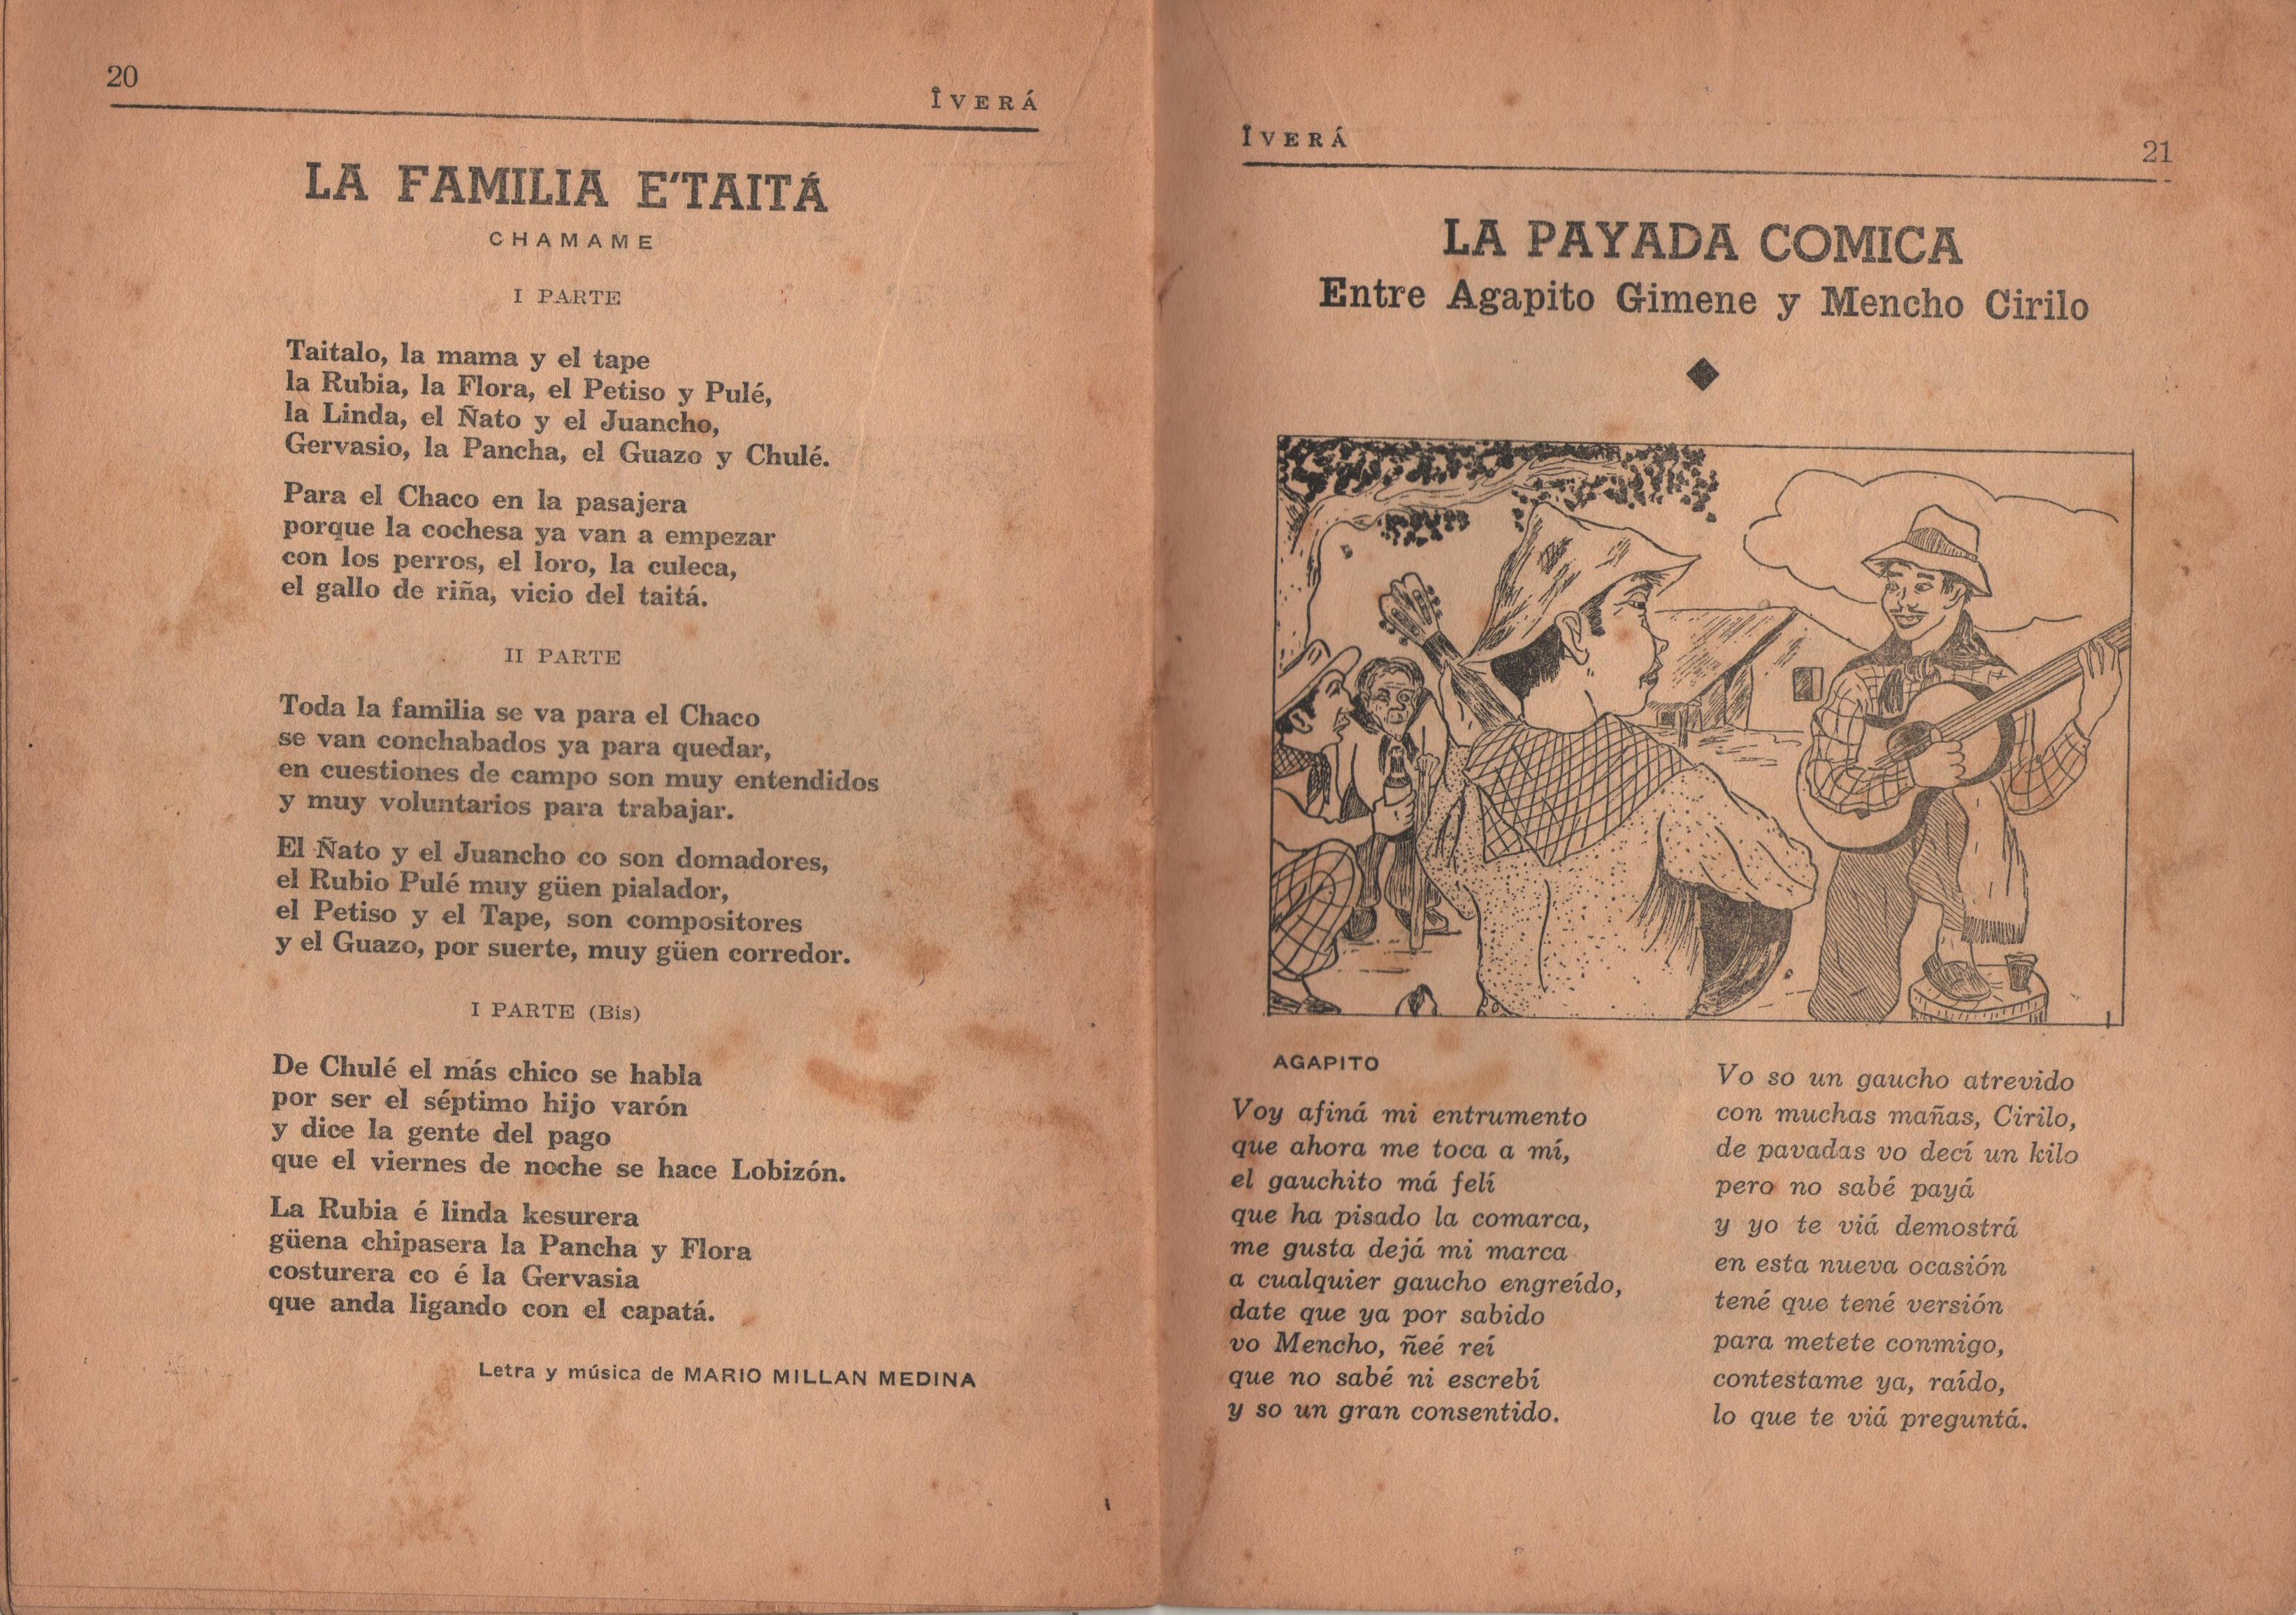 20
ÎVERÁ
LA FAMILIA E'TAITÁ
CHAMAME
I PARTE
Taitalo, la mama y el tape
la Rubia, la Flora, el Petiso y Pulé,
la Linda, el Ñato y el Juancho,
Gervasio, la Pancha, el Guazo y Chulé.
Para el Chaco en la pasajera
porque la cochesa ya van a empezar
con los perros, el loro, la culeca,
el gallo de riña, vicio del taitá.
II PARTE
Toda la familia se va para el Chaco
se van conchabados ya para quedar,
en cuestiones de campo son muy entendidos
y muy voluntarios para trabajar.
El Ñato y el Juancho co son domadores,
el Rubio Pulé muy güen pialador,
el Petiso y el Tape, son compositores
y el Guazo, por suerte, muy güen corredor.
I PARTE (Bis)
De Chulé el más chico se habla
por ser el séptimo hijo varón
y dice la gente del pago
que el viernes de noche se hace Lobizón.
La Rubia é linda kesurera
güena chipasera la Pancha y Flora
costurera co é la Gervasia
que anda ligando con el capatá.
Letra y música de MARIO MILLAN MEDINA
ÎVERÁ
21
LA PAYADA COMICA
Entre Agapito Gimene y Mencho Cirilo
AGAPITO
Voy afiná mi entrumento
que ahora me toca a mí,
el gauchito má felí
que ha pisado la comarca,
me gusta dejá mi marca
a cualquier gaucho engreído,
date que ya por sabido
vo Mencho, ñeé reí
que no sabé ni escrebí
y so un gran consentido.
Vo so un gaucho atrevido
con muchas mañas, Cirilo,
de pavadas vo decí un kilo
pero no sabé payá
y yo te viá demostrá
en esta nueva ocasión
tené que tené versión
para metete conmigo,
contestame ya, raído,
lo que te viá preguntá.